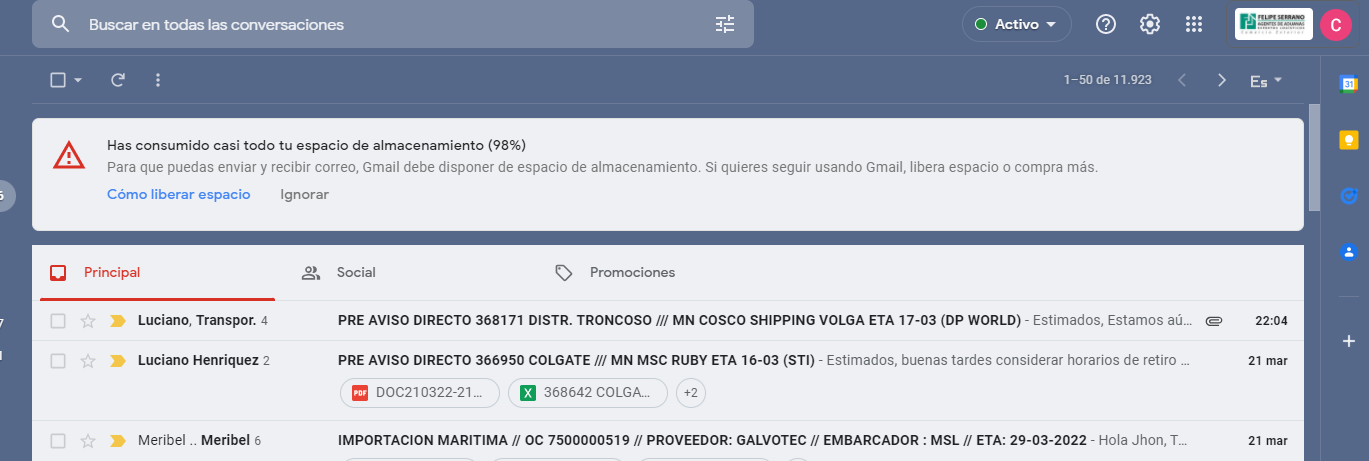 Buscar en todas las conversaciones
Activo
FELIPE SERRANO
AGENTES DE ADUANAS
Comercio Exterior
C
1–50 de 11.923
Es
31
Has consumido casi todo tu espacio de almacenamiento (98%)
Para que puedas enviar y recibir correo, Gmail debe disponer de espacio de almacenamiento. Si quieres seguir usando Gmail, libera espacio o compra más.
Cómo liberar espacio Ignorar
Principal Social Promociones
Luciano, Transpor. 4 PRE AVISO DIRECTO 368171 DISTR. TRONCOSO /// MN COSCO SHIPPING VOLGA ETA 17-03 (DP WORLD) - Estimados, Estamos aú… 22:04
Luciano Henriquez 2 PRE AVISO DIRECTO 366950 COLGATE /// MN MSC RUBY ETA 16-03 (STI) - Estimados, buenas tardes considerar horarios de retiro … 21 mar
PDF DOC210322-21… X 368642 COLGA… +2
Meribel .. Meribel 6 IMPORTACION MARITIMA // OC 7500000519 // PROVEEDOR: GALVOTEC // EMBARCADOR : MSL // ETA: 29-03-2022 - Hola Jhon, T… 21 mar